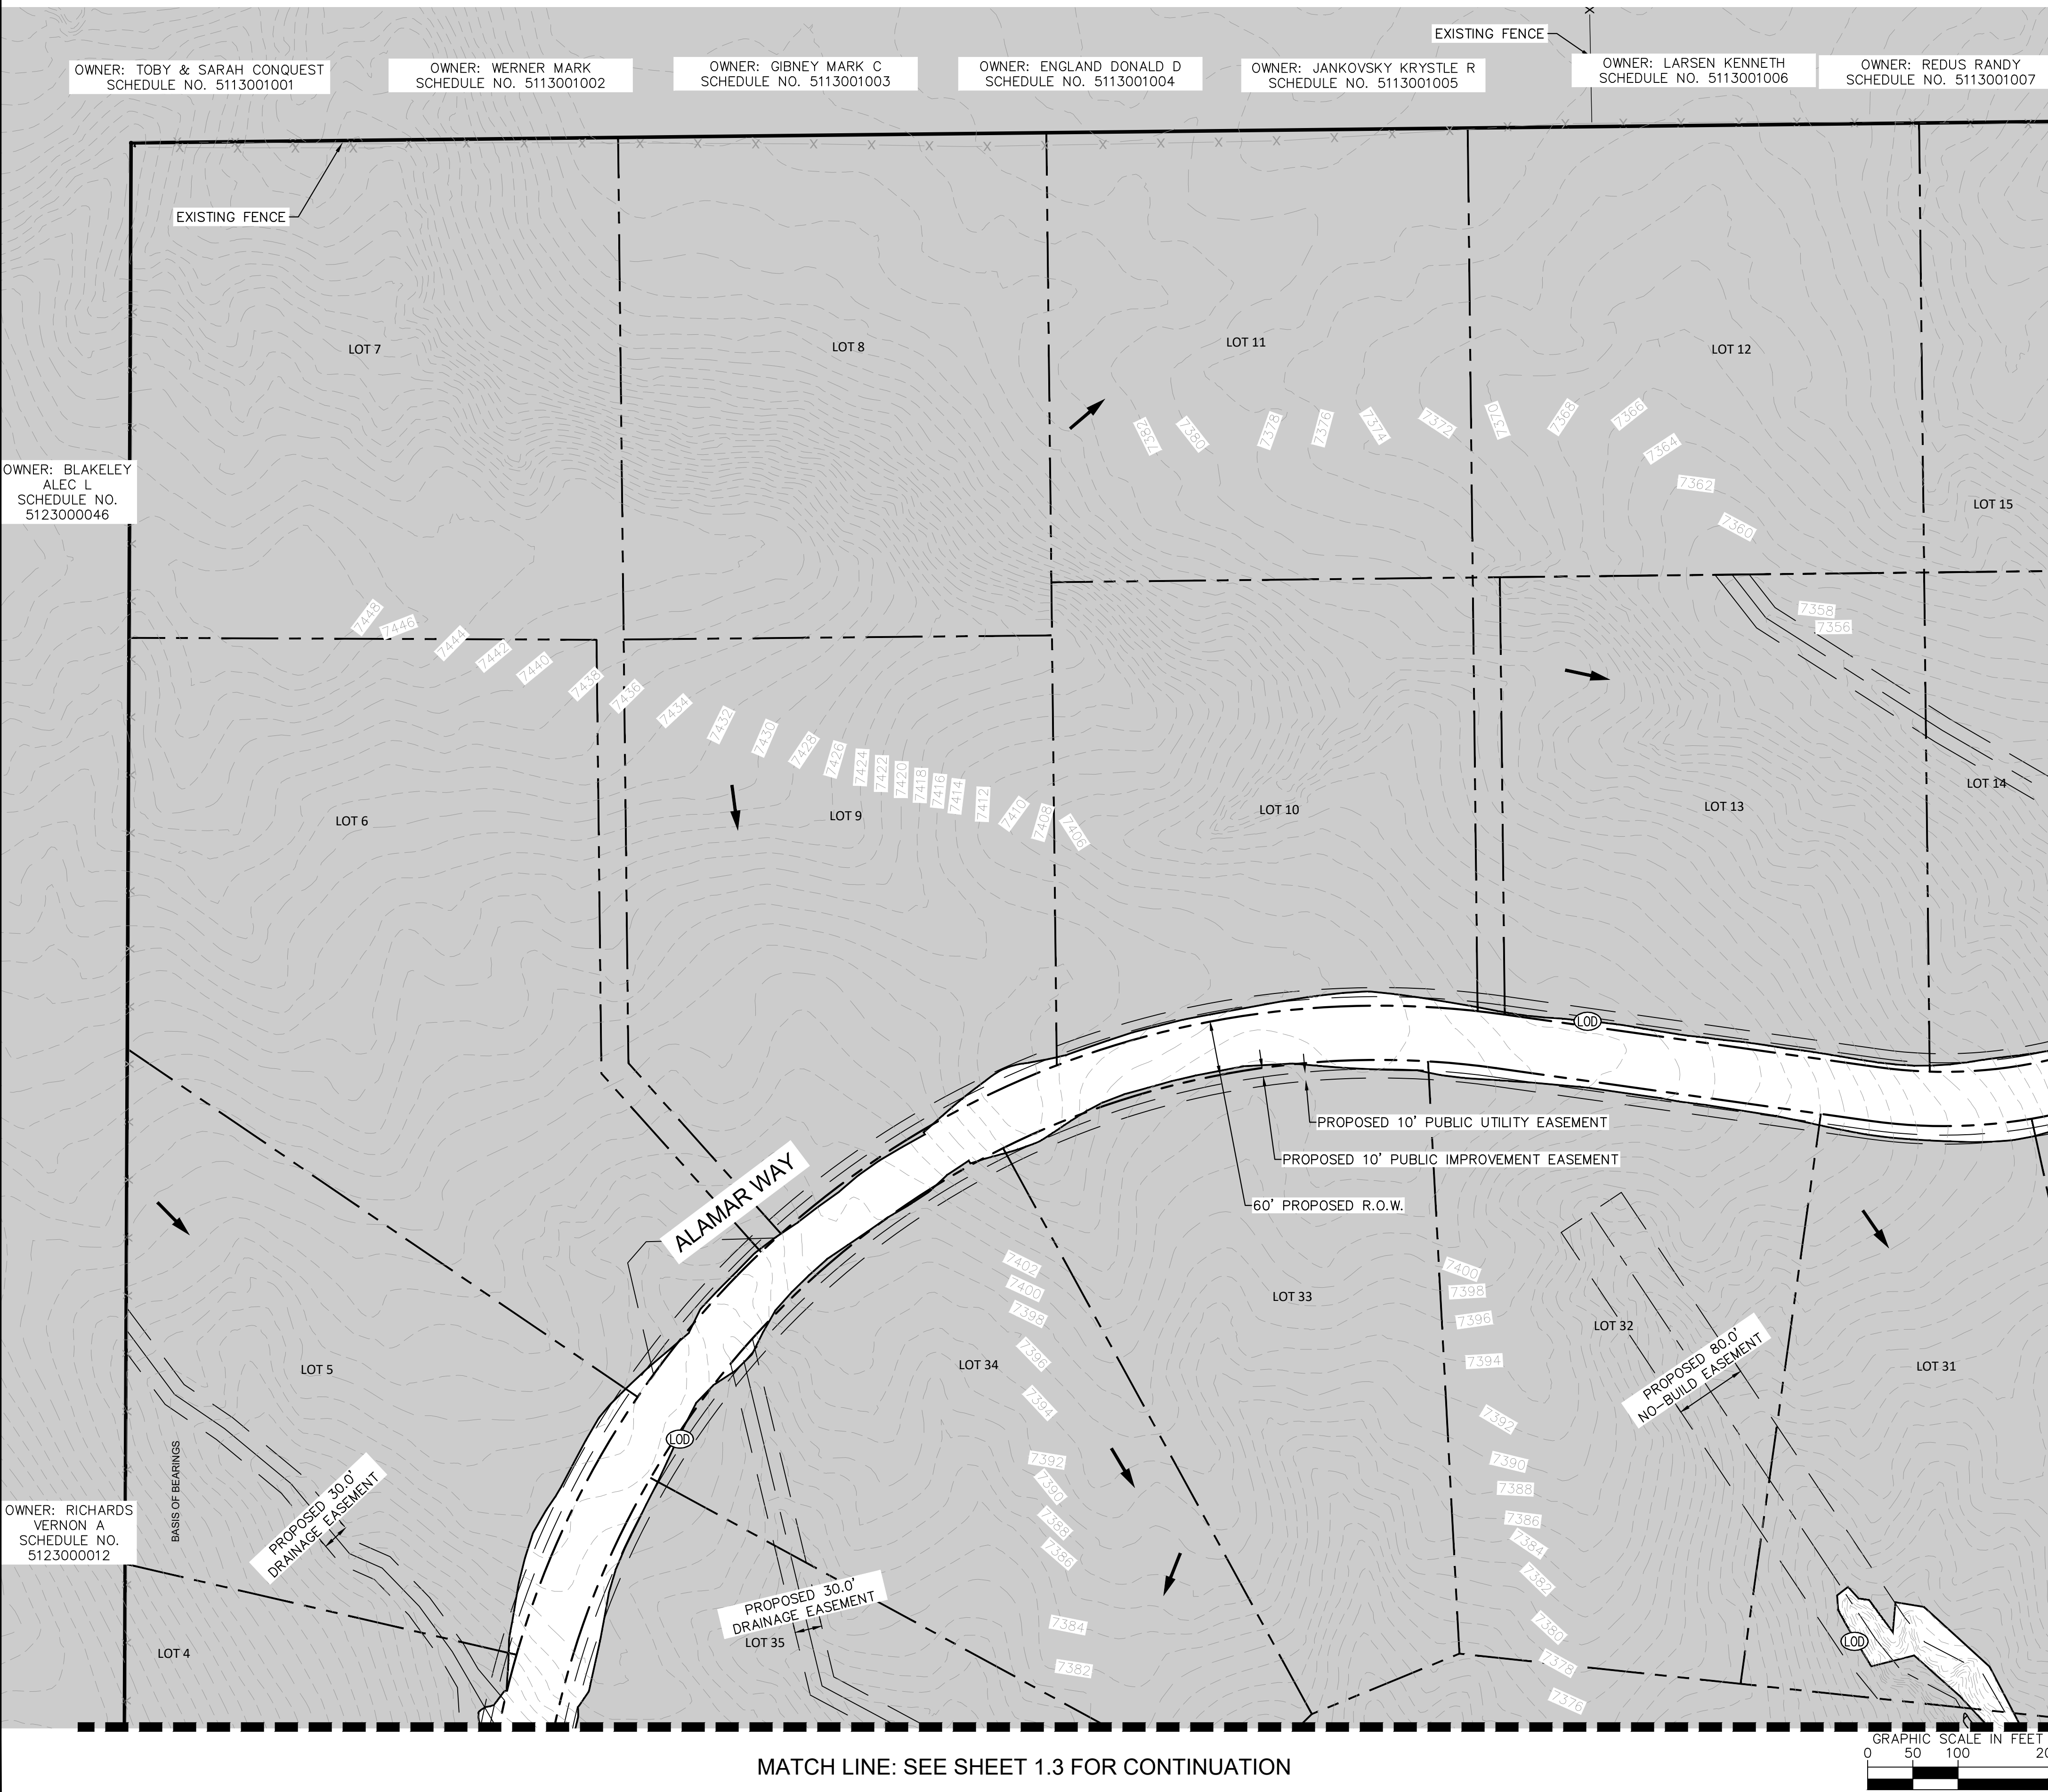 EXISTING FENCE
OWNER: TOBY & SARAH CONQUEST
SCHEDULE NO. 5113001001
OWNER: WERNER MARK
SCHEDULE NO. 5113001002
OWNER: GIBNEY MARK C
SCHEDULE NO. 5113001003
OWNER: ENGLAND DONALD D
SCHEDULE NO. 5113001004
OWNER: JANKOVSKY KRYSTLE R
SCHEDULE NO. 5113001005
OWNER: LARSEN KENNETH
SCHEDULE NO. 5113001006
OWNER: REDUS RANDY
SCHEDULE NO. 5113001007
EXISTING FENCE
LOT 7
LOT 8
LOT 11
LOT 12
7382
7380
7378
7376
7374
7372
7370
7368
7366
7364
7362
7360
LOT 15
OWNER: BLAKELEY
ALEC L
SCHEDULE NO.
5123000046
7448
7446
7444
7442
7440
7438
7436
7434
7432
7430
7428
7426
7424
7422
7420
7418
7416
7414
7412
7410
7408
7406
7358
7356
LOT 6
LOT 9
LOT 10
LOT 13
LOT 14
LOD
PROPOSED 10' PUBLIC UTILITY EASEMENT
PROPOSED 10' PUBLIC IMPROVEMENT EASEMENT
60' PROPOSED R.O.W.
ALAMAR WAY
7402
7400
7398
7396
7394
7392
7390
7388
7386
7384
7382
7400
7398
7396
7394
7392
7390
7388
7386
7384
7382
7380
7378
7376
LOT 5
LOT 34
LOT 33
LOT 32
LOT 31
PROPOSED 80.0'
NO-BUILD EASEMENT
LOD
BASIS OF BEARINGS
PROPOSED 30.0'
DRAINAGE EASEMENT
OWNER: RICHARDS
VERNON A
SCHEDULE NO.
5123000012
PROPOSED 30.0'
DRAINAGE EASEMENT
LOT 35
LOT 4
LOD
MATCH LINE: SEE SHEET 1.3 FOR CONTINUATION
GRAPHIC SCALE IN FEET
0 50 100